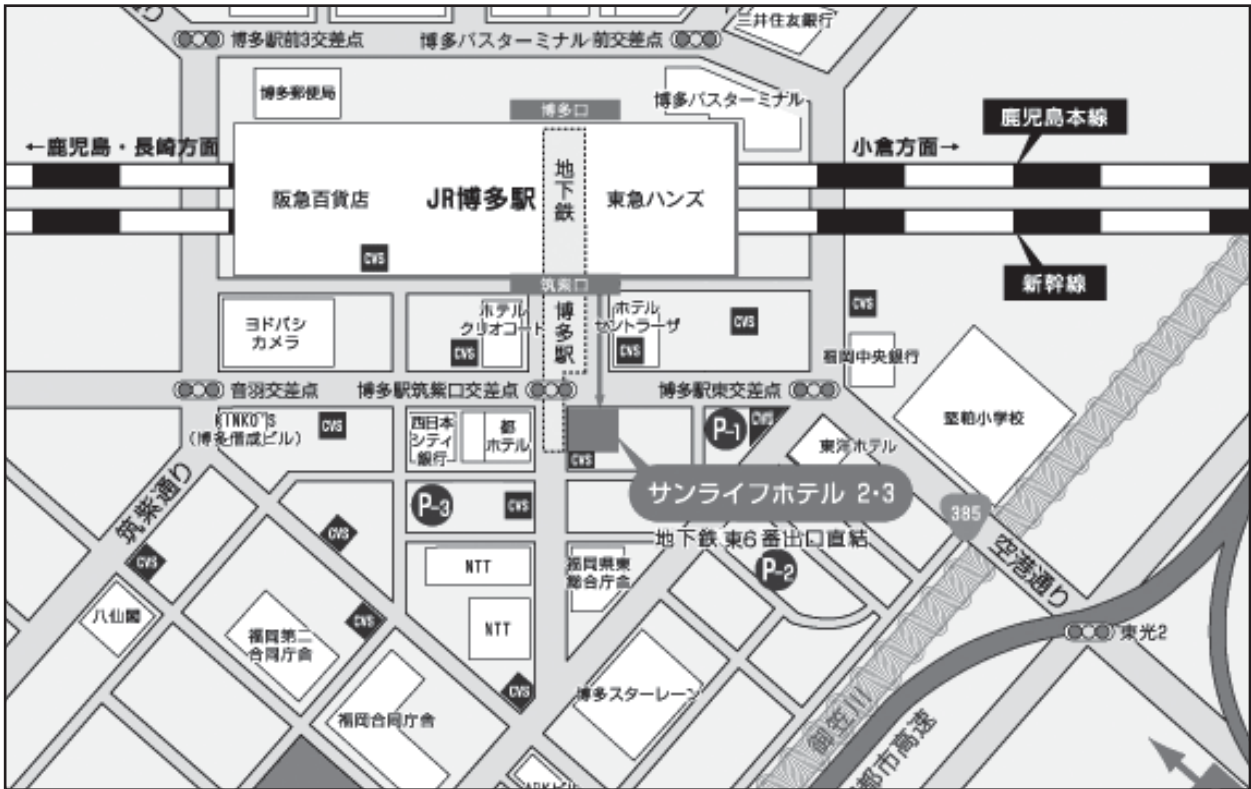 三井住友銀行
博多駅前3交差点
博多バスターミナル前交差点
博多郵便局
博多口
博多バスターミナル
鹿児島本線
←鹿児島・長崎方面
小倉方面→
阪急百貨店
JR博多駅
地下鉄
東急ハンズ
CVS
筑紫口
新幹線
ヨドバシ
カメラ
ホテル
クリオコート
CVS
博多駅
ホテル
セントラーザ
CVS
CVS
CVS
福岡中央銀行
音羽交差点
博多駅筑紫口交差点
博多駅東交差点
(博多偕成ビル)
CVS
西日本
シティ
銀行
都
ホテル
CVS
P-1
CVS
東洋ホテル
堅粕小学校
サンライフホテル 2・3
地下鉄 東6番出口直結
385
空港通り
筑紫通り
P-3
CVS
CVS
CVS
NTT
福岡県東
総合庁舎
P-2
八仙閣
福岡第二
合同庁舎
CVS
NTT
東光2
CVS
博多スターレーン
福岡合同庁舎
御笠川
都市高速